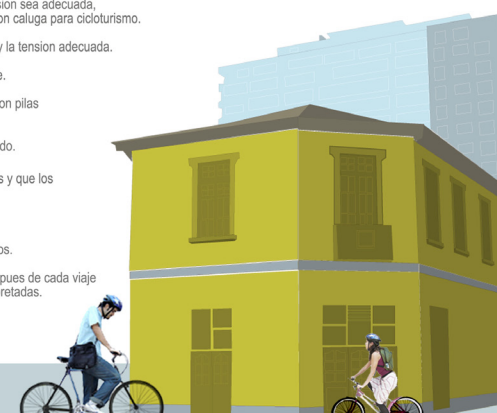 sion sea adecuada,
on caluga para cicloturismo.
y la tension adecuada.
e.
on pilas
do.
s y que los
os.
pues de cada viaje
retadas.